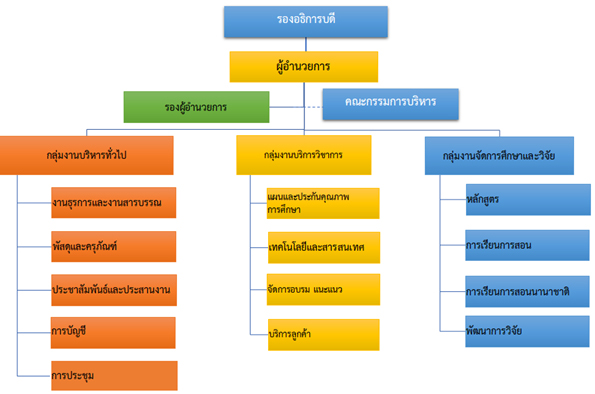 รองอธิการบดี
ผู้อำนวยการ
รองผู้อำนวยการ
คณะกรรมการบริหาร
กลุ่มงานบริหารทั่วไป
งานธุรการและงานสารบรรณ
พัสดุและครุภัณฑ์
ประชาสัมพันธ์และประสานงาน
การบัญชี
การประชุม
กลุ่มงานบริการวิชาการ
แผนและประกันคุณภาพ
การศึกษา
เทคโนโลยีและสารสนเทศ
จัดการอบรม แนะแนว
บริการลูกค้า
กลุ่มงานจัดการศึกษาและวิจัย
หลักสูตร
การเรียนการสอน
การเรียนการสอนนานาชาติ
พัฒนาการวิจัย